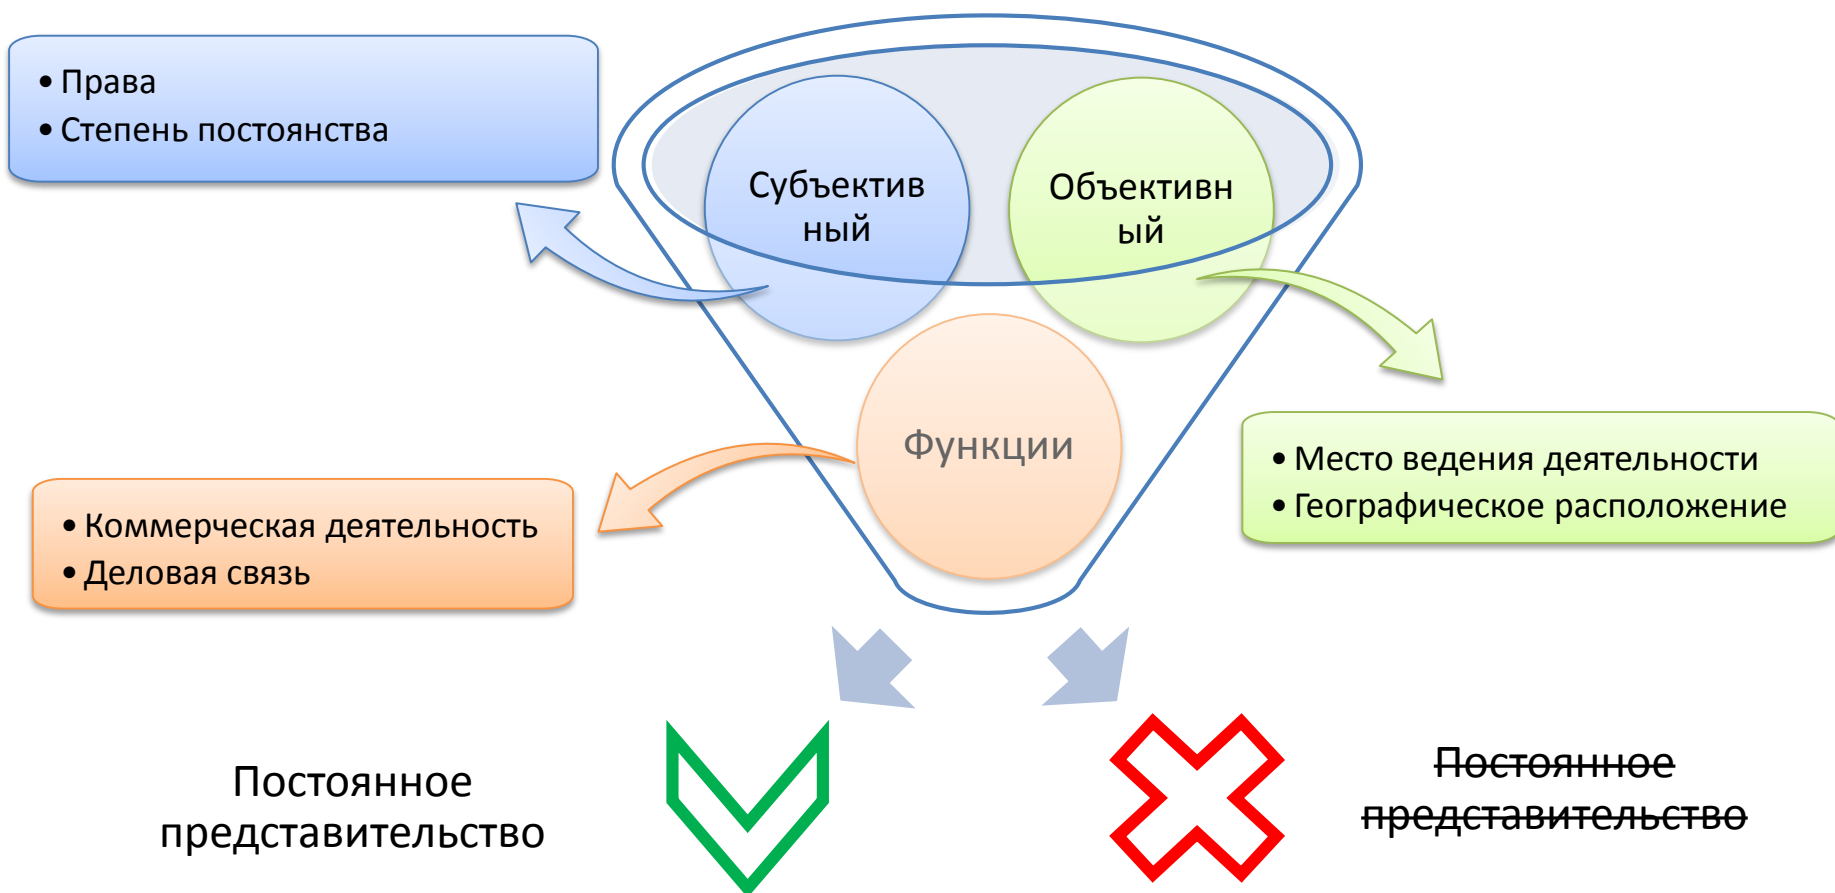 • Права
• Степень постоянства
Субъектив
ный
Объективн
ый
Функции
• Место ведения деятельности
• Географическое расположение
• Коммерческая деятельность
• Деловая связь
Постоянное
представительство
Постоянное
представительство